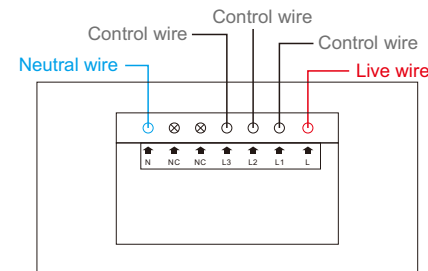 Control wire
Control wire
Control wire
Neutral wire
Live wire
N NC NC L3 L2 L1 L